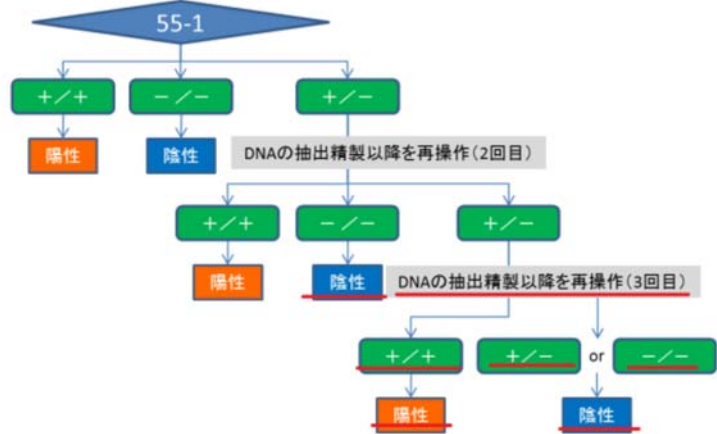 55-1
+/+
-/-
+/-
陽性
陰性
DNAの抽出精製以降を再操作(2回目)
+/+
-/-
+/-
陽性
陰性
DNAの抽出精製以降を再操作(3回目)
+/+
+/-
or
-/-
陽性
陰性